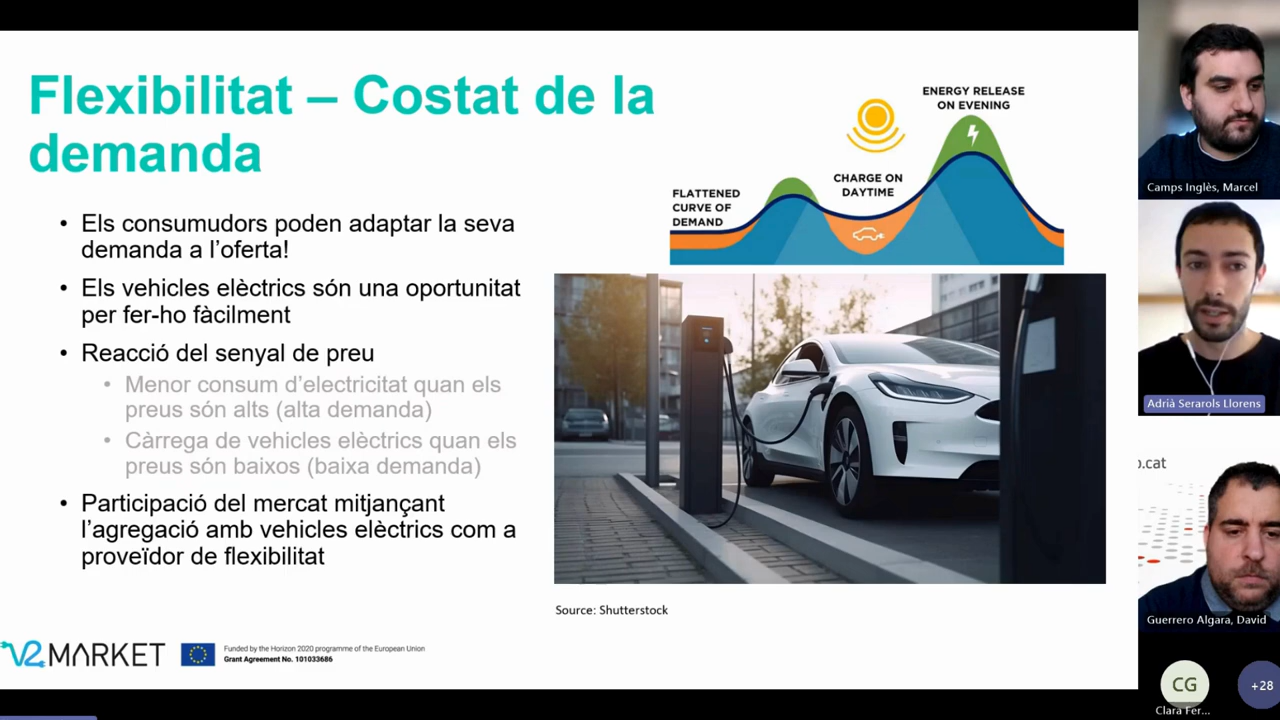 Flexibilitat – Costat de la
demanda
• Els consumudors poden adaptar la seva
demanda a l'oferta!
• Els vehicles elèctrics són una oportunitat
per fer-ho fàcilment
• Reacció del senyal de preu
• Menor consum d'electricitat quan els
preus són alts (alta demanda)
• Càrrega de vehicles elèctrics quan els
preus són baixos (baixa demanda)
• Participació del mercat mitjançant
l'agregació amb vehicles elèctrics com a
proveïdor de flexibilitat
ENERGY RELEASE
ON EVENING
CHARGE ON
DAYTIME
FLATTENED
CURVE OF
DEMAND
Source: Shutterstock
V2MARKET
Funded by the Horizon 2020 programme of the European Union
Grant Agreement No. 101033686
Camps Inglès, Marcel
Adrià Serarols Llorens
o.cat
Guerrero Algara, David
CG
Clara Fer...
+28